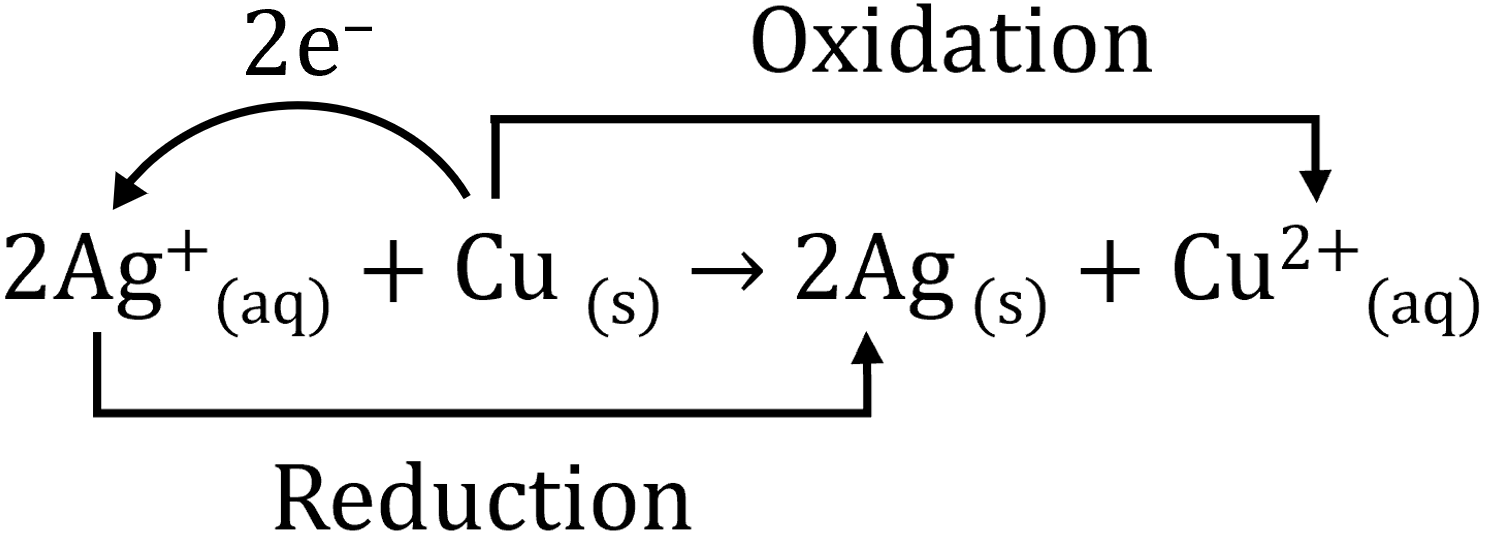 2e⁻ Oxidation
2Ag⁺(aq) + Cu (s) → 2Ag (s) + Cu²⁺(aq)
Reduction